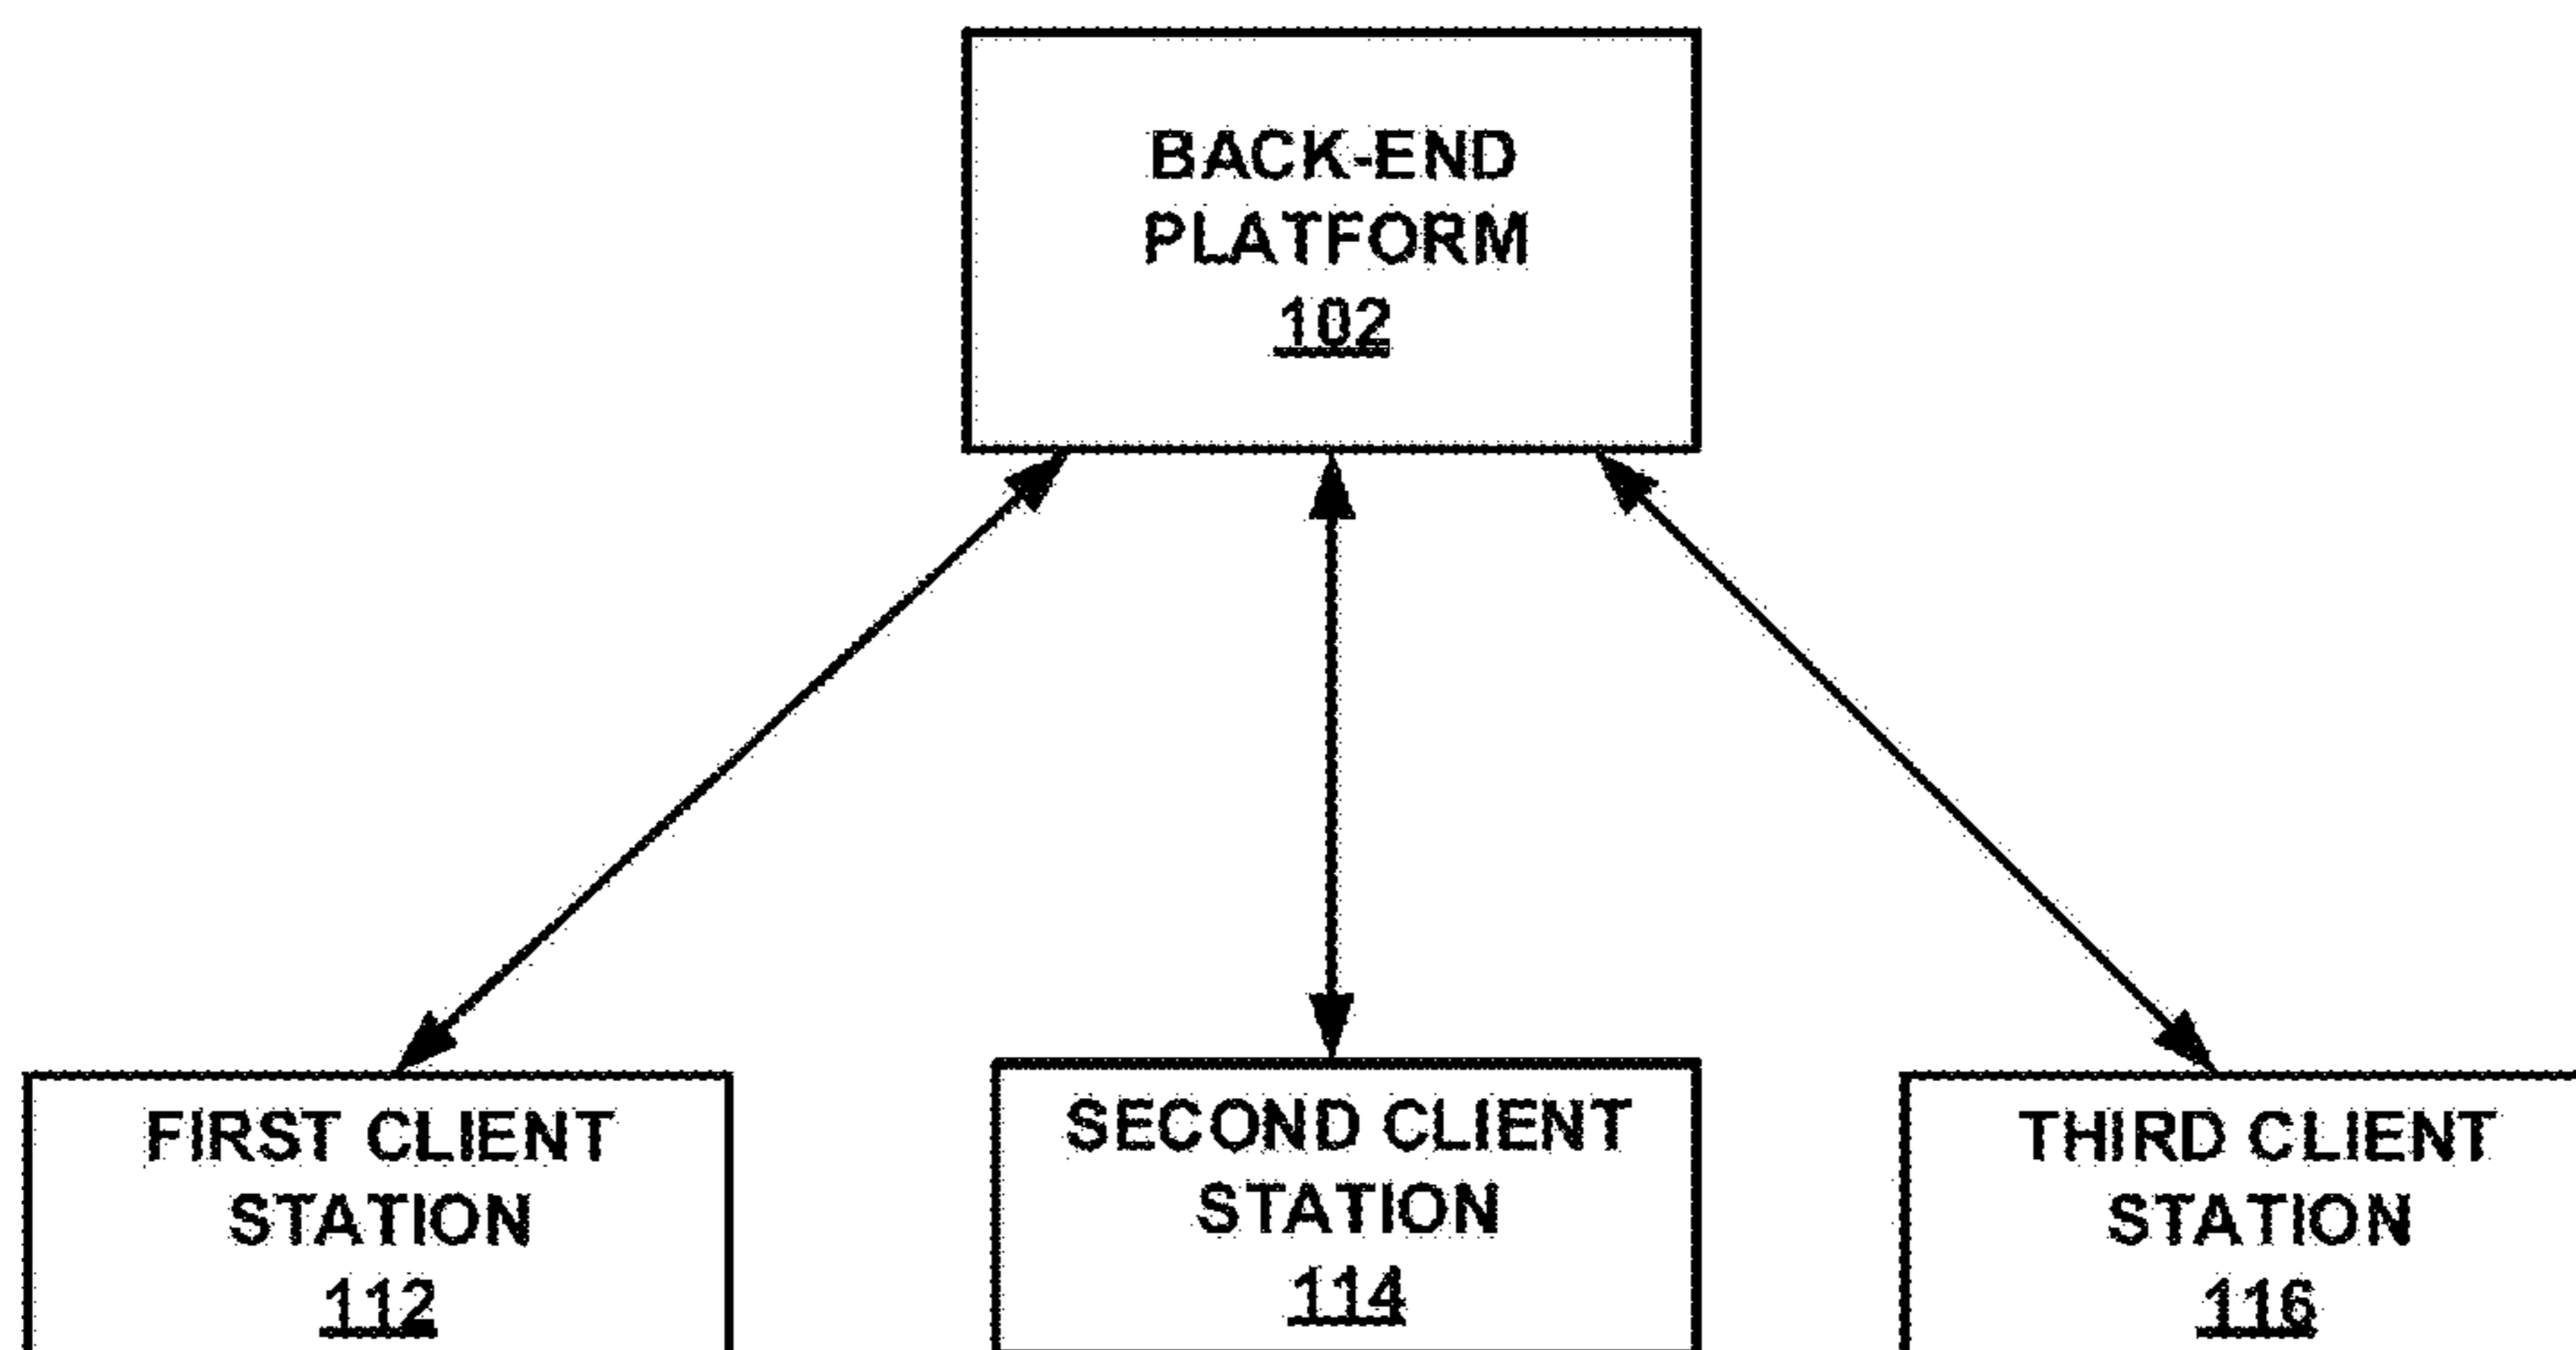 BACK-END
PLATFORM
102
FIRST CLIENT
STATION
112
SECOND CLIENT
STATION
114
THIRD CLIENT
STATION
116